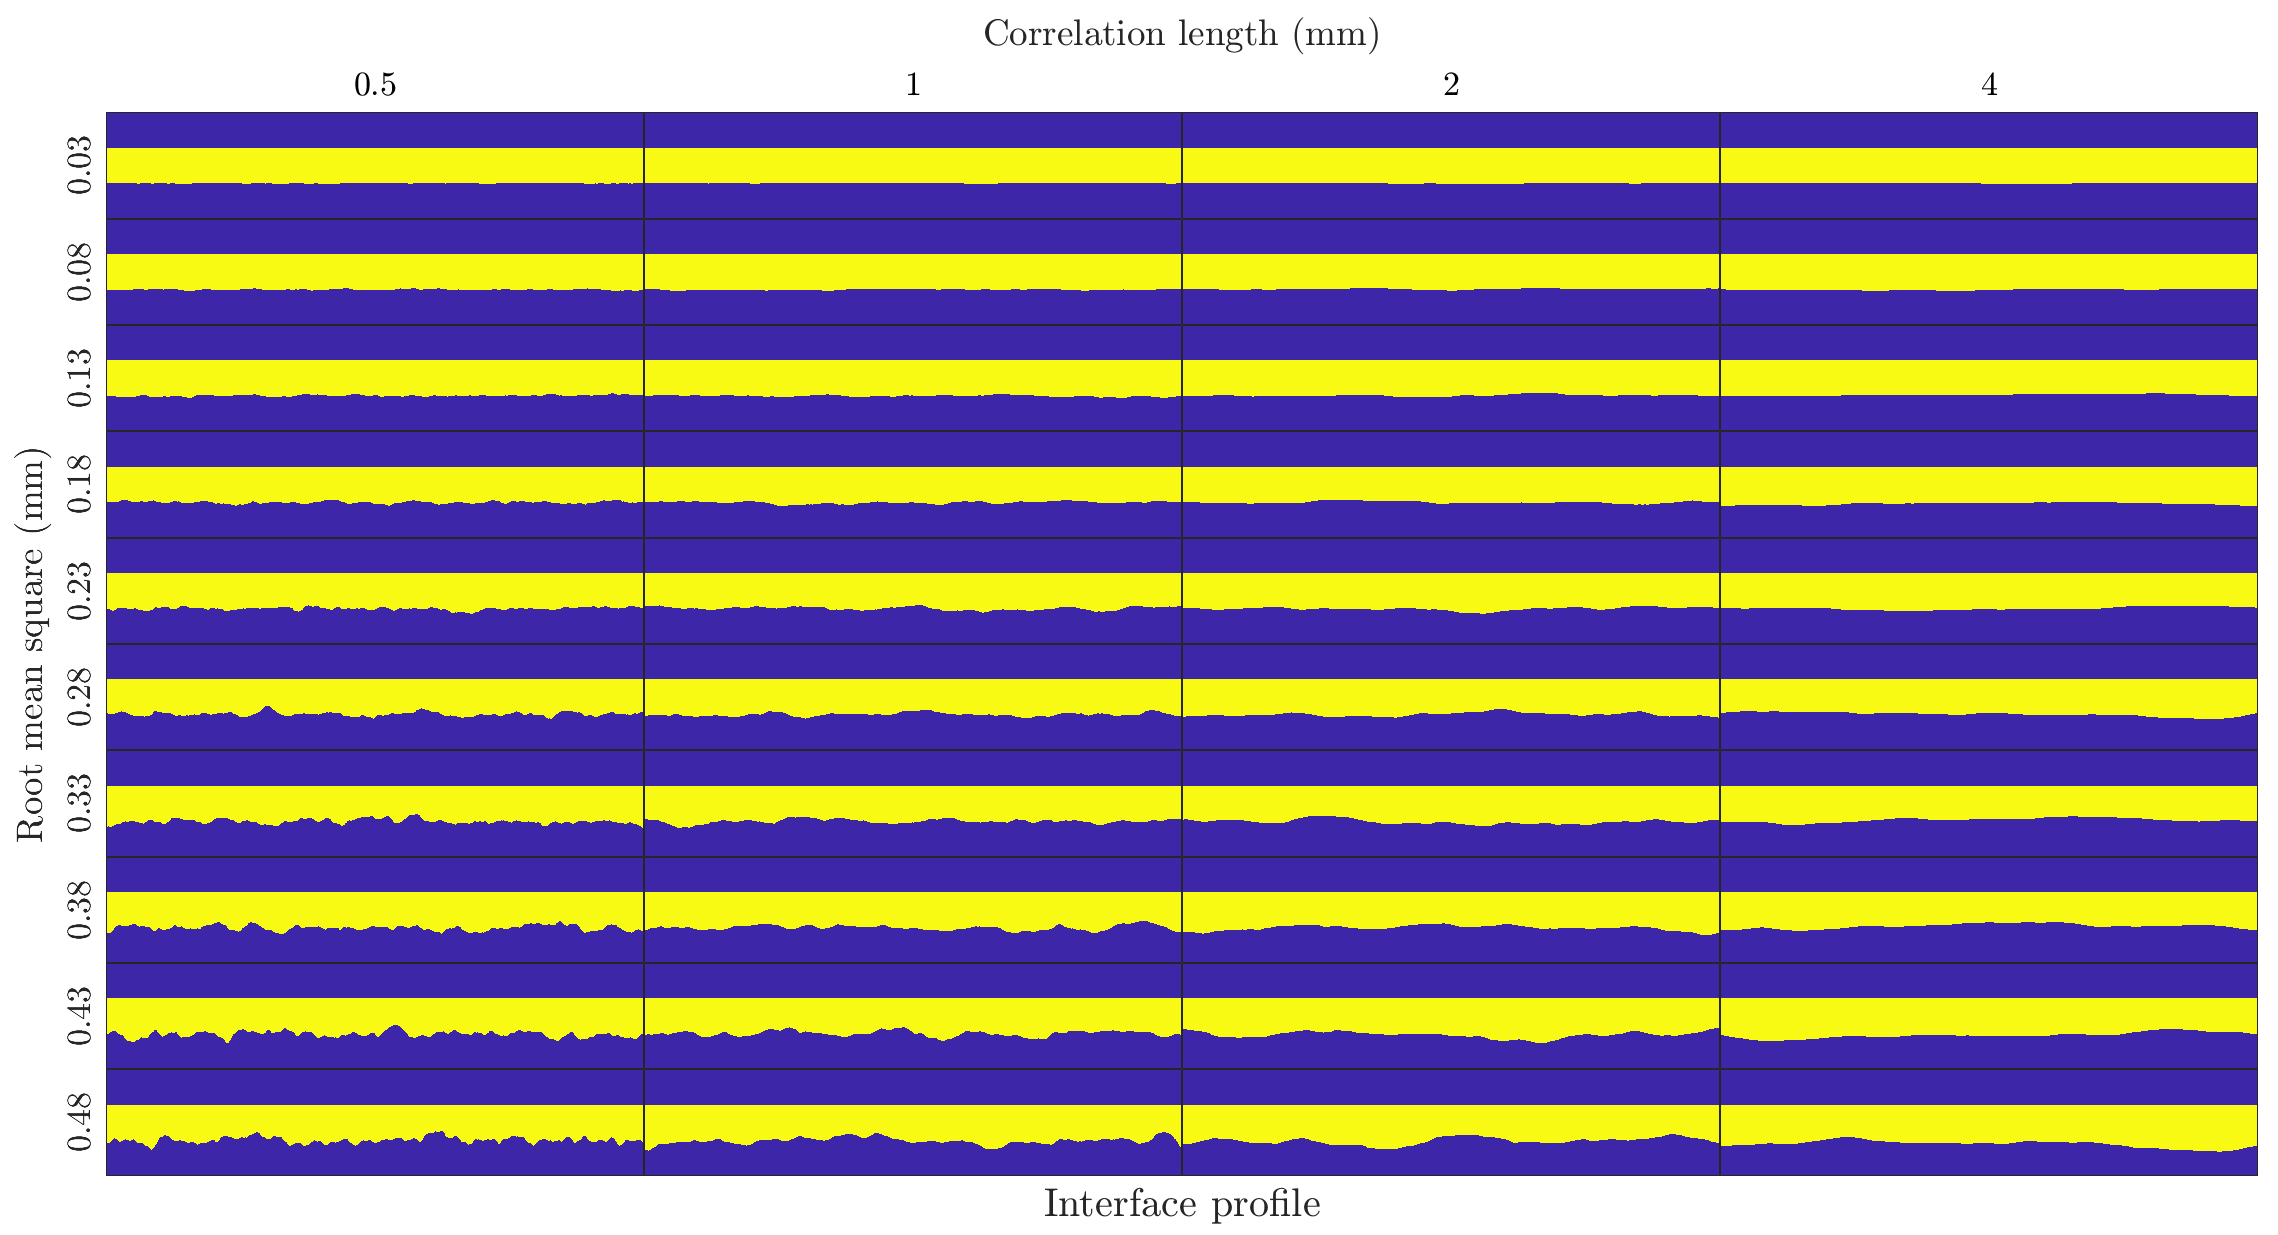 Correlation length (mm)
0.5 1 2 4
Root mean square (mm)
0.03
0.08
0.13
0.18
0.23
0.28
0.33
0.38
0.43
0.48
Interface profile